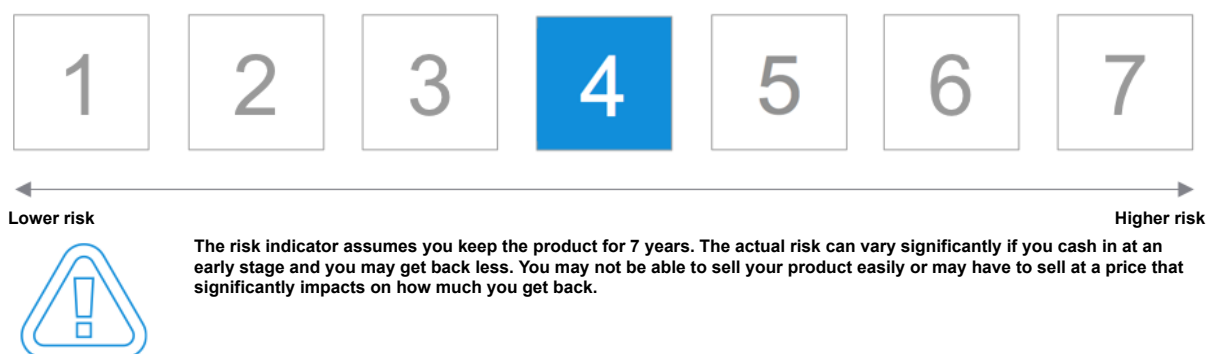 1 2 3 4 5 6 7
Lower risk Higher risk
The risk indicator assumes you keep the product for 7 years. The actual risk can vary significantly if you cash in at an
early stage and you may get back less. You may not be able to sell your product easily or may have to sell at a price that
significantly impacts on how much you get back.